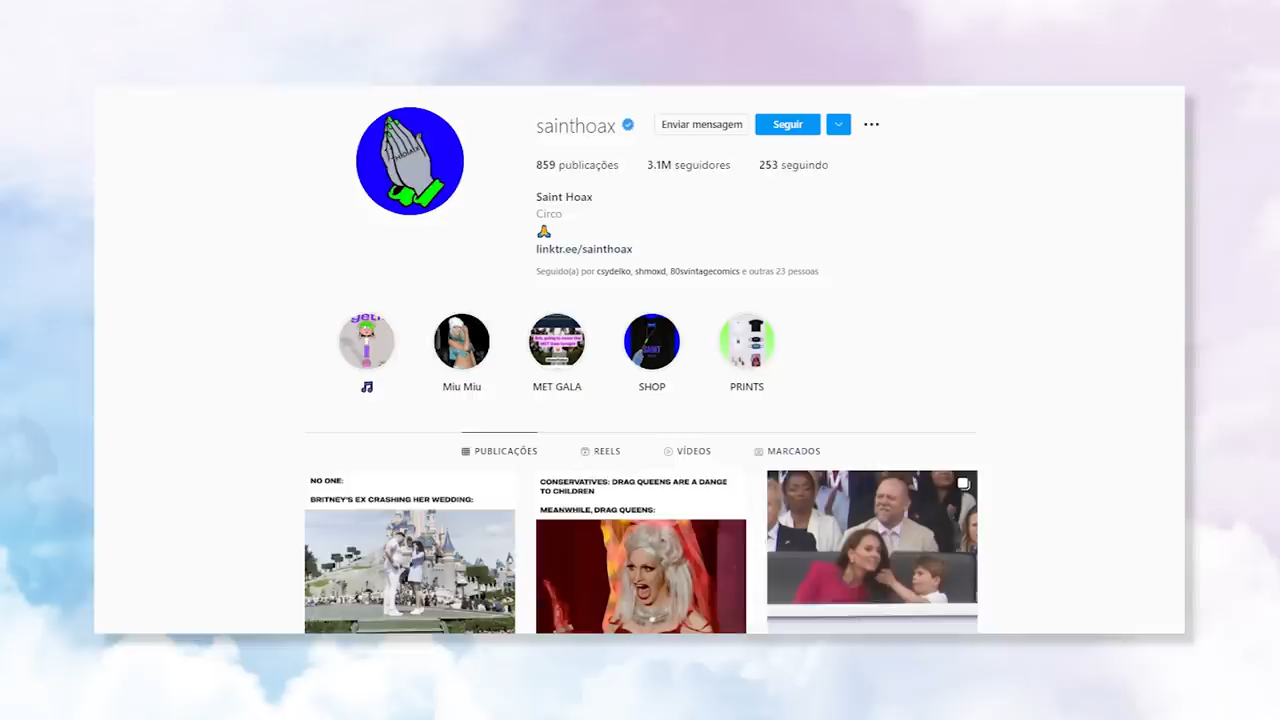 sainthoax Enviar mensagem Seguir
859 publicações 3.1M seguidores 253 seguindo
Saint Hoax
Circo
linktr.ee/sainthoax
Seguido(a) por csydelko, shmoxd, 80svintagecomics e outras 23 pessoas
Miu Miu MET GALA SHOP PRINTS
PUBLICAÇÕES REELS VÍDEOS MARCADOS
NO ONE:
BRITNEY'S EX CRASHING HER WEDDING:
CONSERVATIVES: DRAG QUEENS ARE A DANGE
TO CHILDREN
MEANWHILE, DRAG QUEENS: